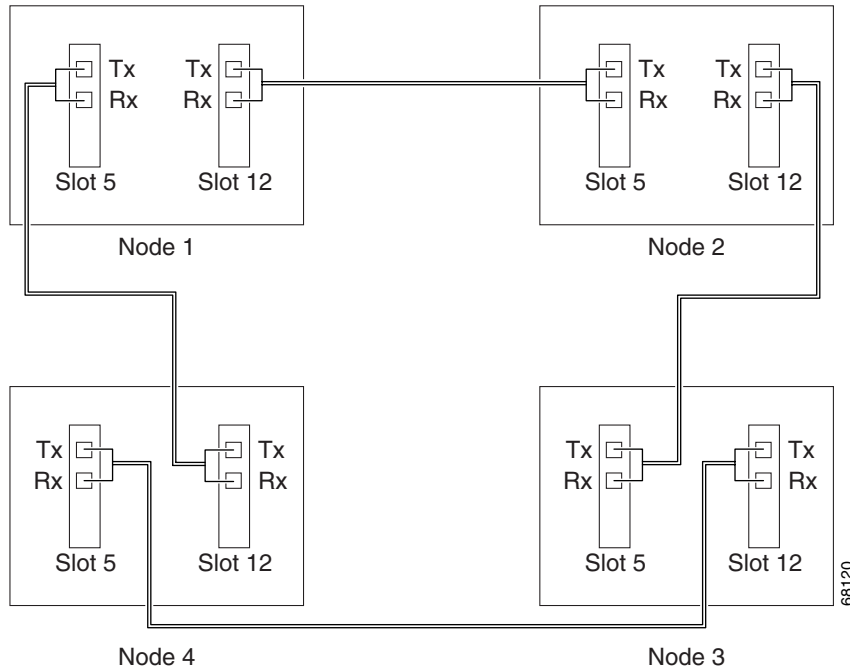 Tx Tx Tx Tx
Rx Rx Rx Rx
Slot 5 Slot 12 Slot 5 Slot 12
Node 1 Node 2
Tx Tx Tx Tx
Rx Rx Rx Rx
Slot 5 Slot 12 Slot 5 Slot 12
68120
Node 4 Node 3